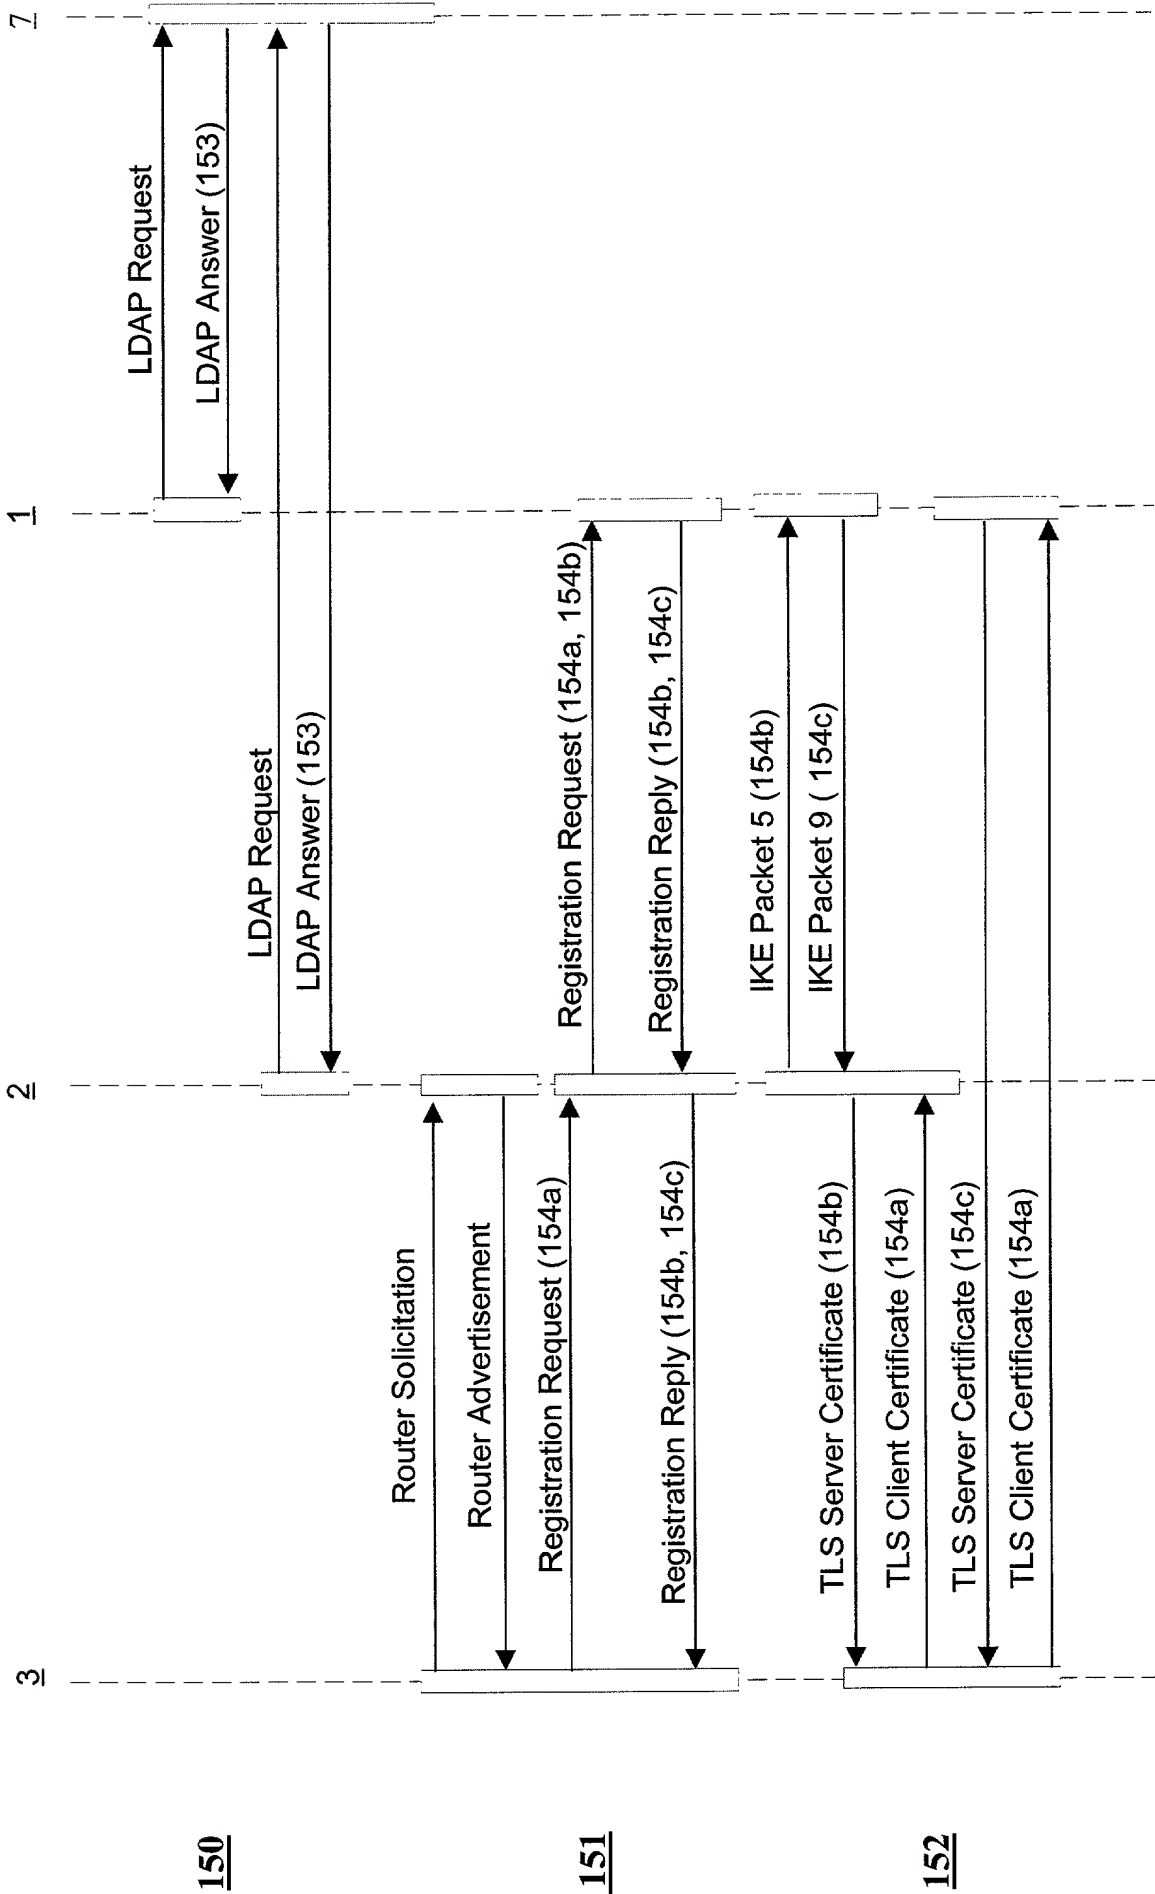 3
2
1
7
150
LDAP Request
LDAP Answer (153)
LDAP Request
LDAP Answer (153)
151
Router Solicitation
Router Advertisement
Registration Request (154a)
Registration Request (154a, 154b)
Registration Reply (154b, 154c)
Registration Reply (154b, 154c)
152
IKE Packet 5 (154b)
IKE Packet 9 ( 154c)
TLS Server Certificate (154b)
TLS Client Certificate (154a)
TLS Server Certificate (154c)
TLS Client Certificate (154a)